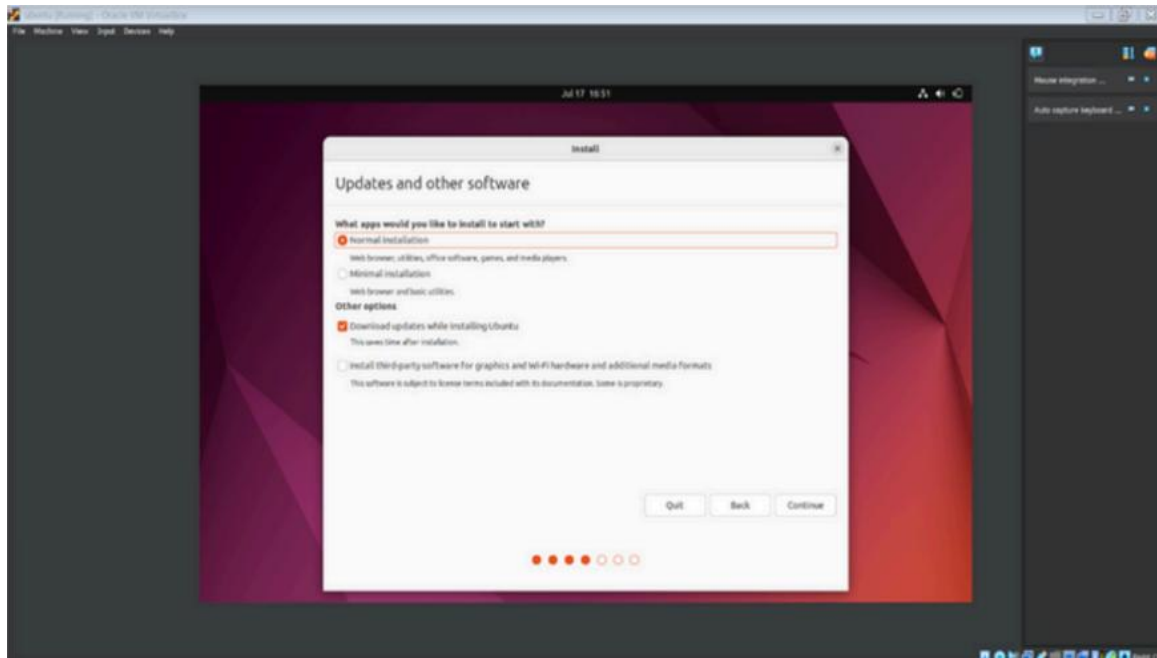 ubuntu [Running] - Oracle VM VirtualBox
File Machine View Input Devices Help
Mouse integration ...
Auto capture keyboard ...
Jul 17 16:51
Install
Updates and other software
What apps would you like to install to start with?
Normal installation
Web browser, utilities, office software, games, and media players.
Minimal installation
Web browser and basic utilities.
Other options
Download updates while installing Ubuntu
This saves time after installation.
Install third-party software for graphics and Wi-Fi hardware and additional media formats
This software is subject to license terms included with its documentation. Some is proprietary.
Quit Back Continue